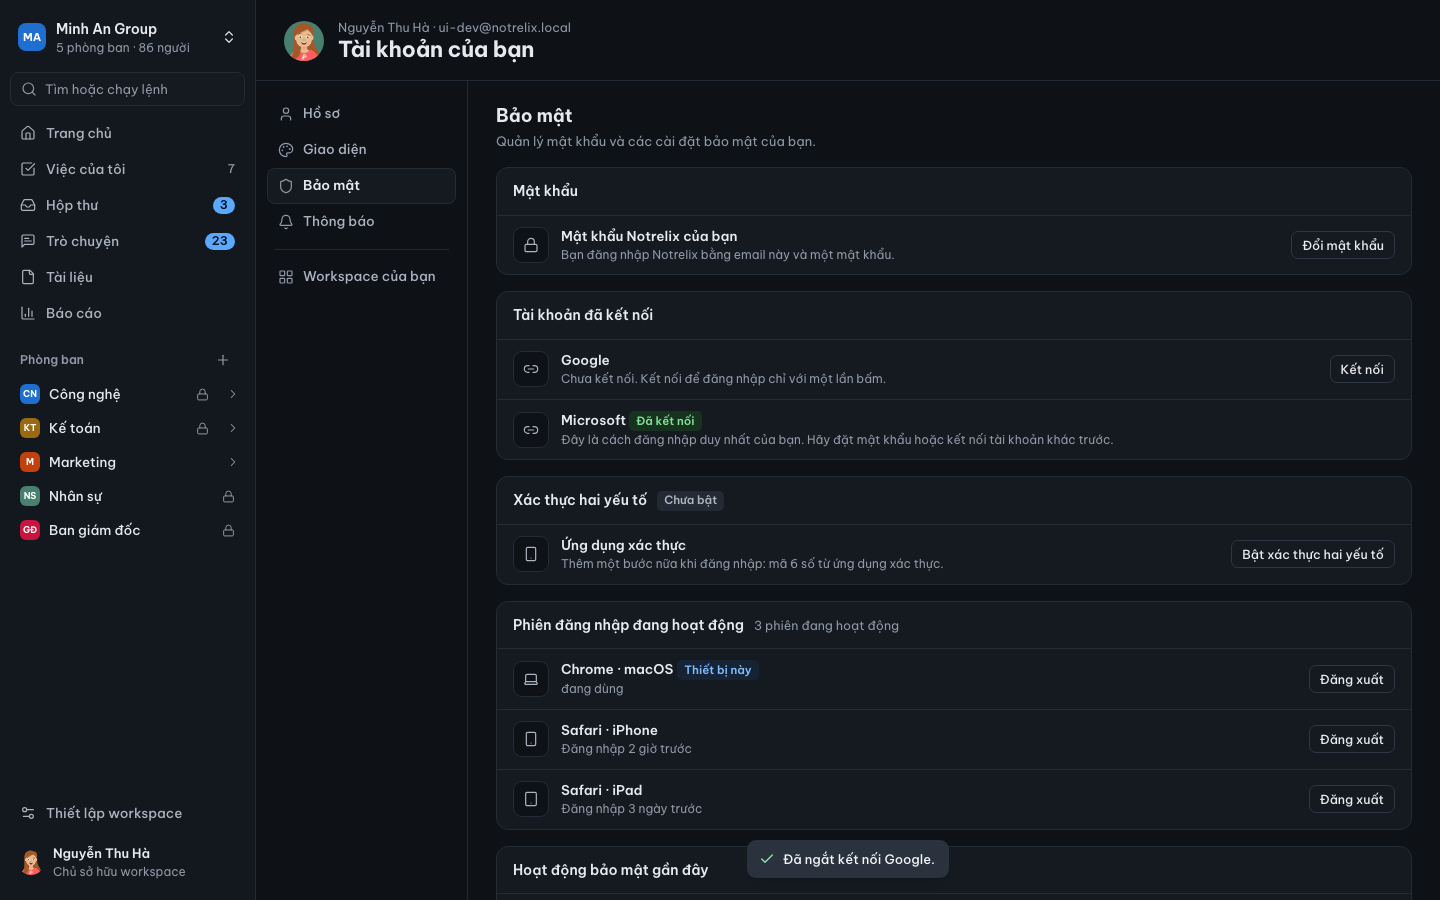 MA
Minh An Group
5 phòng ban · 86 người
Tìm hoặc chạy lệnh
Trang chủ
Việc của tôi 7
Hộp thư 3
Trò chuyện 23
Tài liệu
Báo cáo
Phòng ban
CN Công nghệ
KT Kế toán
M Marketing
NS Nhân sự
GĐ Ban giám đốc
Thiết lập workspace
Nguyễn Thu Hà
Chủ sở hữu workspace
Nguyễn Thu Hà · ui-dev@notrelix.local
Tài khoản của bạn
Hồ sơ
Giao diện
Bảo mật
Thông báo
Workspace của bạn
Bảo mật
Quản lý mật khẩu và các cài đặt bảo mật của bạn.
Mật khẩu
Mật khẩu Notrelix của bạn
Bạn đăng nhập Notrelix bằng email này và một mật khẩu.
Đổi mật khẩu
Tài khoản đã kết nối
Google
Chưa kết nối. Kết nối để đăng nhập chỉ với một lần bấm.
Kết nối
Microsoft Đã kết nối
Đây là cách đăng nhập duy nhất của bạn. Hãy đặt mật khẩu hoặc kết nối tài khoản khác trước.
Xác thực hai yếu tố Chưa bật
Ứng dụng xác thực
Thêm một bước nữa khi đăng nhập: mã 6 số từ ứng dụng xác thực.
Bật xác thực hai yếu tố
Phiên đăng nhập đang hoạt động 3 phiên đang hoạt động
Chrome · macOS Thiết bị này
đang dùng
Đăng xuất
Safari · iPhone
Đăng nhập 2 giờ trước
Đăng xuất
Safari · iPad
Đăng nhập 3 ngày trước
Đăng xuất
Hoạt động bảo mật gần đây
Đã ngắt kết nối Google.